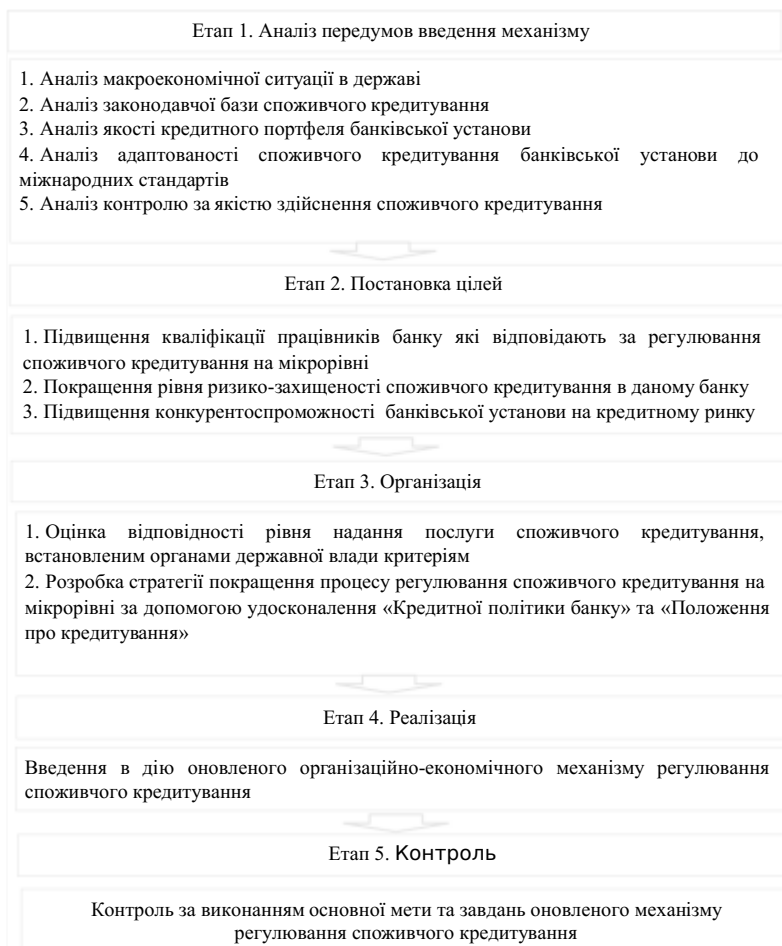 Етап 1. Аналіз передумов введення механізму
1. Аналіз макроекономічної ситуації в державі
2. Аналіз законодавчої бази споживчого кредитування
3. Аналіз якості кредитного портфеля банківської установи
4. Аналіз адаптованості споживчого кредитування банківської установи до
міжнародних стандартів
5. Аналіз контролю за якістю здійснення споживчого кредитування
Етап 2. Постановка цілей
1. Підвищення кваліфікації працівників банку які відповідають за регулювання
споживчого кредитування на мікрорівні
2. Покращення рівня ризико-захищеності споживчого кредитування в даному банку
3. Підвищення конкурентоспроможності банківської установи на кредитному ринку
Етап 3. Організація
1. Оцінка відповідності рівня надання послуги споживчого кредитування,
встановленим органами державної влади критеріям
2. Розробка стратегії покращення процесу регулювання споживчого кредитування на
мікрорівні за допомогою удосконалення «Кредитної політики банку» та «Положення
про кредитування»
Етап 4. Реалізація
Введення в дію оновленого організаційно-економічного механізму регулювання
споживчого кредитування
Етап 5. Контроль
Контроль за виконанням основної мети та завдань оновленого механізму
регулювання споживчого кредитування